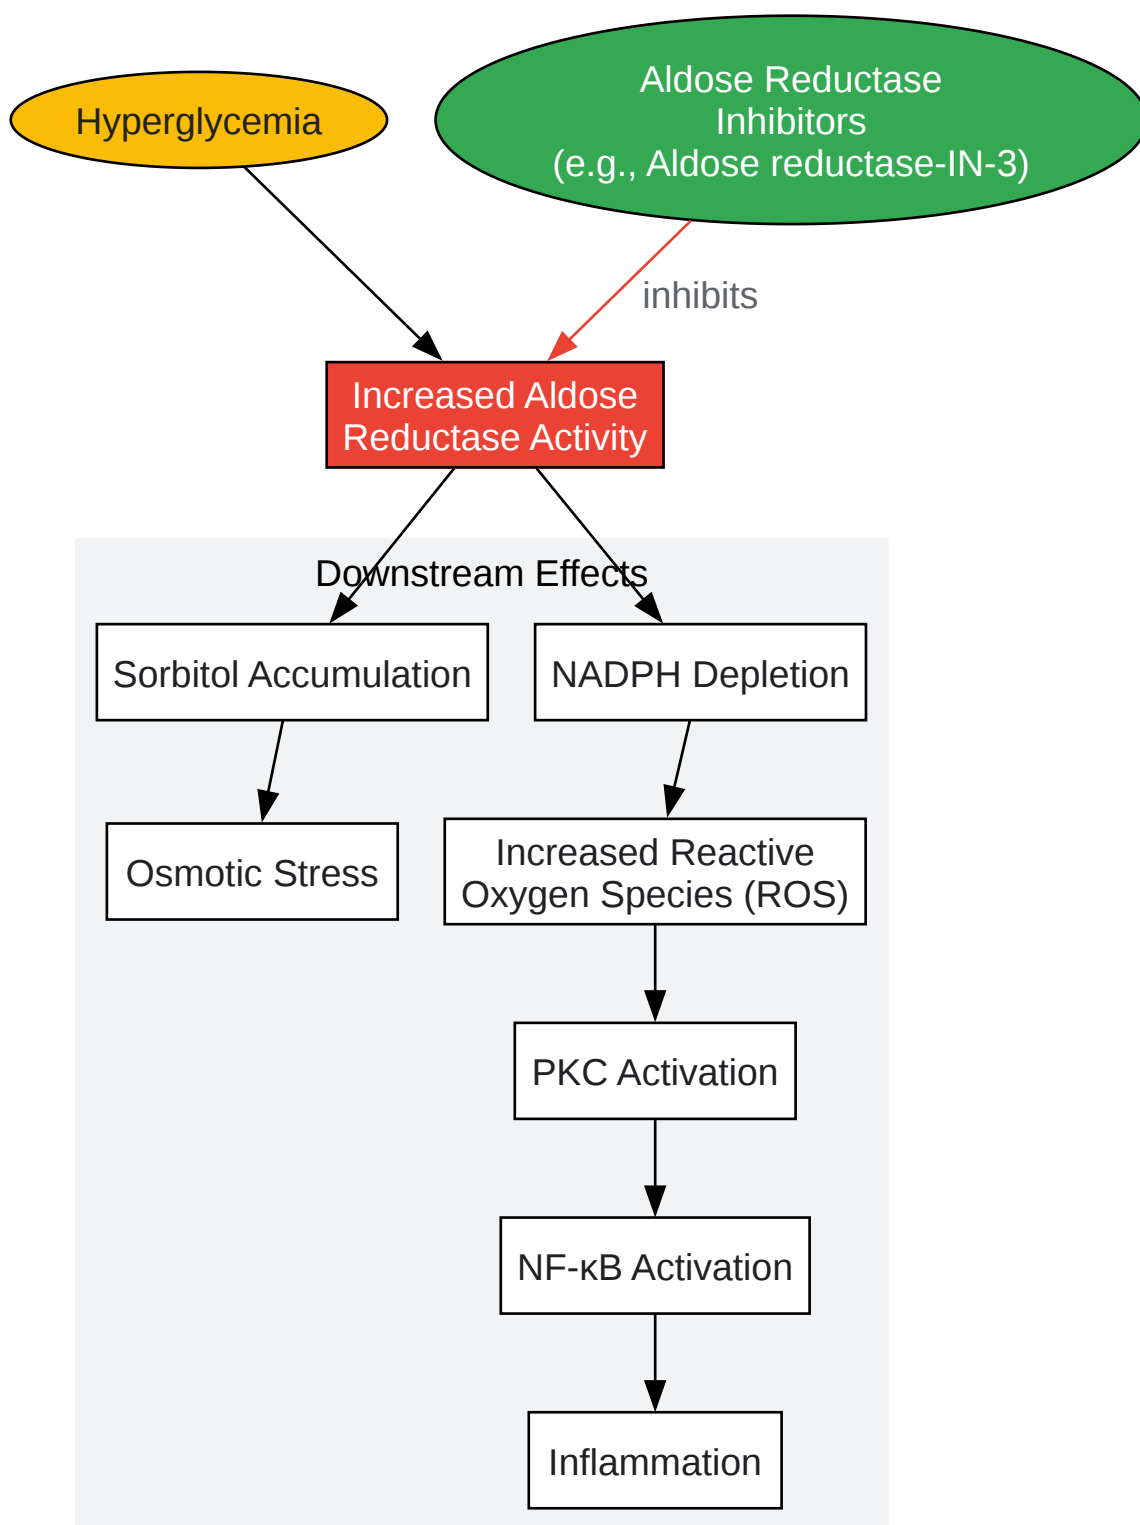 Hyperglycemia
Aldose Reductase
Inhibitors
(e.g., Aldose reductase-IN-3)
inhibits
Increased Aldose
Reductase Activity
Downstream Effects
Sorbitol Accumulation
NADPH Depletion
Osmotic Stress
Increased Reactive
Oxygen Species (ROS)
PKC Activation
NF-κB Activation
Inflammation